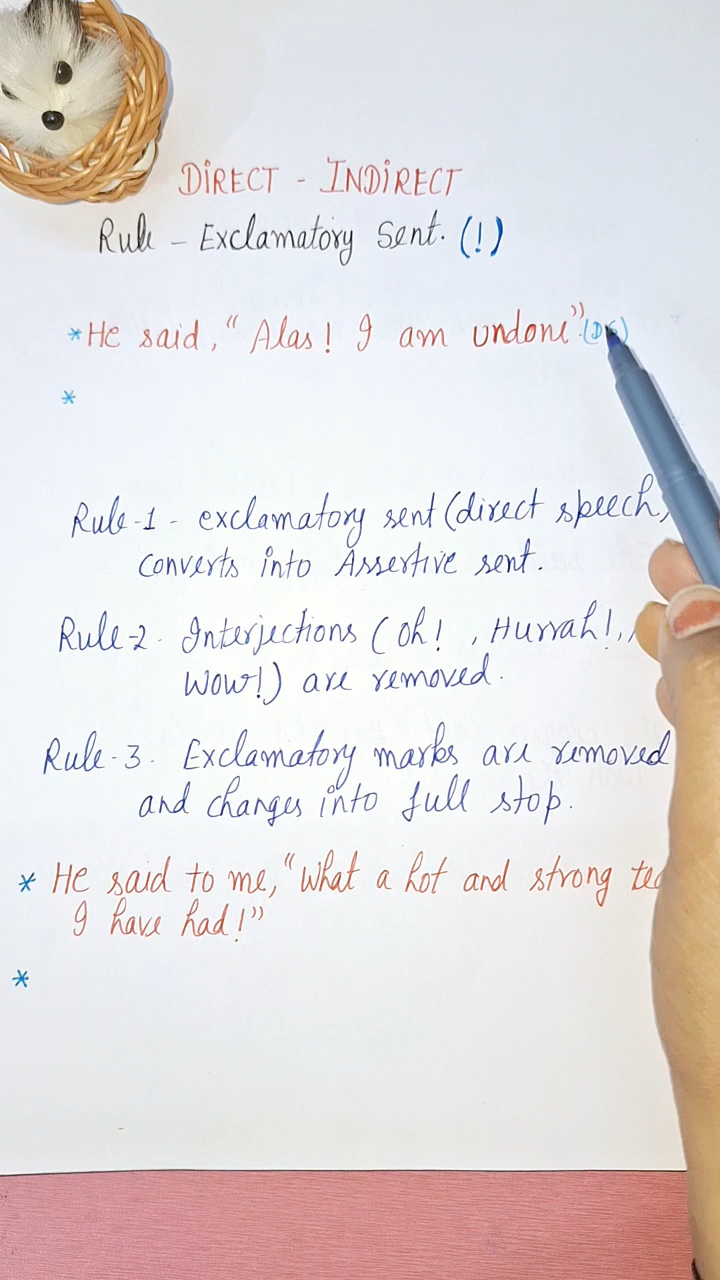 DIRECT - INDIRECT
Rule - Exclamatory Sent. (!)
*He said, "Alas! I am undone". (DS)
*
Rule-1 - exclamatory sent (direct speech,
converts into Assertive sent.
Rule-2. Interjections (Oh! , Hurrah!,
Wow!) are removed.
Rule-3. Exclamatory marks are removed
and changes into full stop.
* He said to me, "What a hot and strong
I have had!"
*